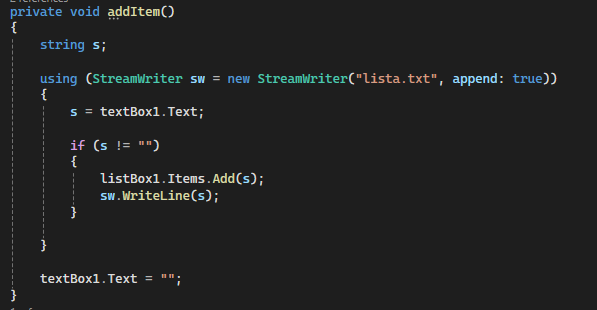 private void addItem()
{
string s;
using (StreamWriter sw = new StreamWriter("lista.txt", append: true))
{
s = textBox1.Text;
if (s != "")
{
listBox1.Items.Add(s);
sw.WriteLine(s);
}
}
textBox1.Text = "";
}